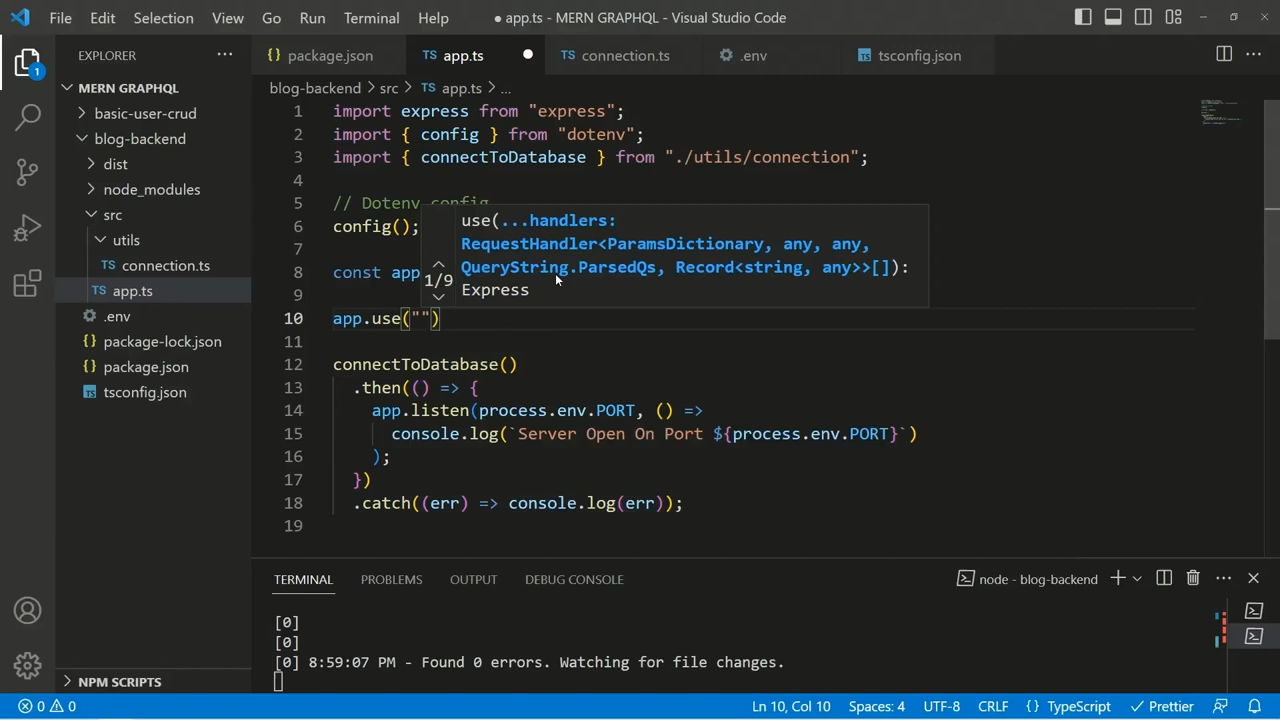 File Edit Selection View Go Run Terminal Help
● app.ts - MERN GRAPHQL - Visual Studio Code
EXPLORER ···
{} package.json
TS app.ts ●
TS connection.ts
.env
tsconfig.json
···
1
MERN GRAPHQL
basic-user-crud
blog-backend
dist
node_modules
src
utils
TS connection.ts
TS app.ts
.env
{} package-lock.json
{} package.json
tsconfig.json
NPM SCRIPTS
blog-backend > src > TS app.ts > ...
1 import express from "express";
2 import { config } from "dotenv";
3 import { connectToDatabase } from "./utils/connection";
4
5 // Dotenv config
6 config();
7
8 const app
9
10 app.use("")
11
12 connectToDatabase()
13 .then(() => {
14 app.listen(process.env.PORT, () =>
15 console.log(`Server Open On Port ${process.env.PORT}`)
16 );
17 })
18 .catch((err) => console.log(err));
19
use(...handlers:
RequestHandler<ParamsDictionary, any, any,
1/9 QueryString.ParsedQs, Record<string, any>>[]):
Express
TERMINAL PROBLEMS OUTPUT DEBUG CONSOLE
node - blog-backend
···
[0]
[0]
[0] 8:59:07 PM - Found 0 errors. Watching for file changes.
0 0
Ln 10, Col 10 Spaces: 4 UTF-8 CRLF {} TypeScript Prettier